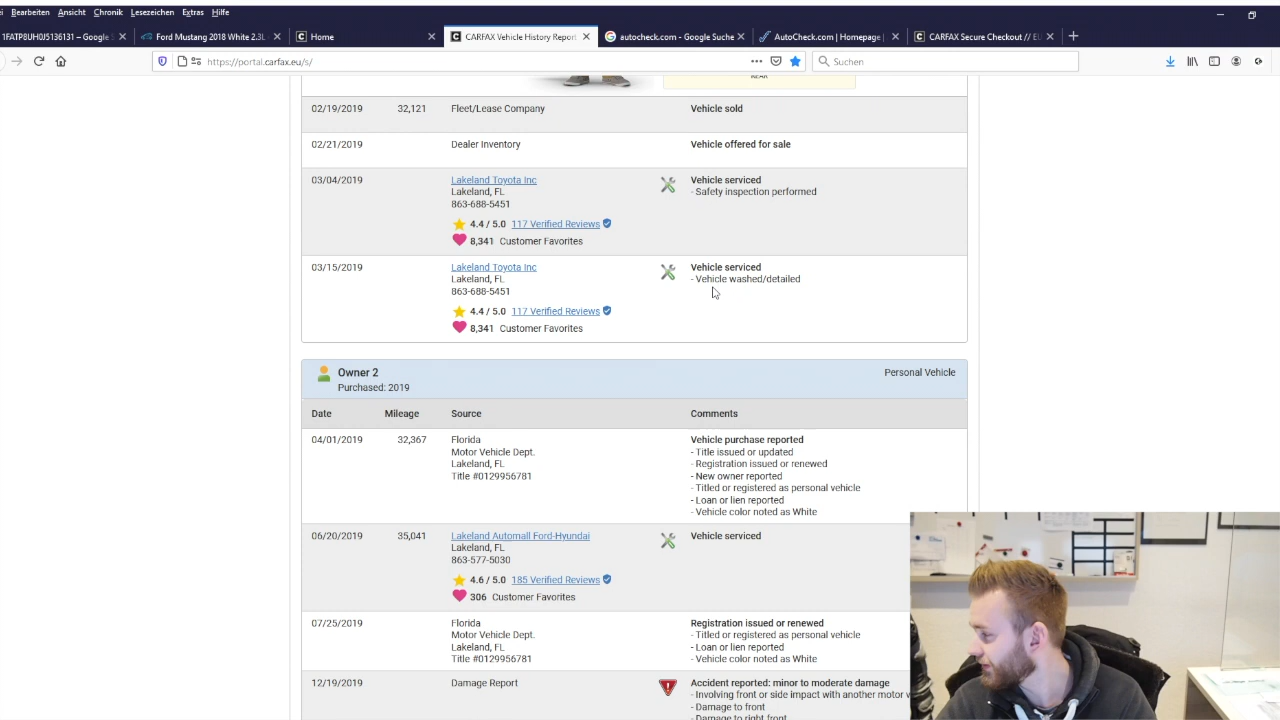 Bearbeiten Ansicht Chronik Lesezeichen Extras Hilfe
1FATP8UH0J5136131 – Google S
Ford Mustang 2018 White 2.3L
Home
CARFAX Vehicle History Report
autocheck.com - Google Suche
AutoCheck.com | Homepage
CARFAX Secure Checkout // EU
https://portal.carfax.eu/s/
Suchen
REAR
02/19/2019 32,121 Fleet/Lease Company Vehicle sold
02/21/2019 Dealer Inventory Vehicle offered for sale
03/04/2019 Lakeland Toyota Inc Vehicle serviced
Lakeland, FL - Safety inspection performed
863-688-5451
4.4 / 5.0 117 Verified Reviews
8,341 Customer Favorites
03/15/2019 Lakeland Toyota Inc Vehicle serviced
Lakeland, FL - Vehicle washed/detailed
863-688-5451
4.4 / 5.0 117 Verified Reviews
8,341 Customer Favorites
Owner 2 Personal Vehicle
Purchased: 2019
Date Mileage Source Comments
04/01/2019 32,367 Florida Vehicle purchase reported
Motor Vehicle Dept. - Title issued or updated
Lakeland, FL - Registration issued or renewed
Title #0129956781 - New owner reported
- Titled or registered as personal vehicle
- Loan or lien reported
- Vehicle color noted as White
06/20/2019 35,041 Lakeland Automall Ford-Hyundai Vehicle serviced
Lakeland, FL
863-577-5030
4.6 / 5.0 185 Verified Reviews
306 Customer Favorites
07/25/2019 Florida Registration issued or renewed
Motor Vehicle Dept. - Titled or registered as personal vehicle
Lakeland, FL - Loan or lien reported
Title #0129956781 - Vehicle color noted as White
12/19/2019 Damage Report Accident reported: minor to moderate damage
- Involving front or side impact with another motor v
- Damage to front
- Damage to right front